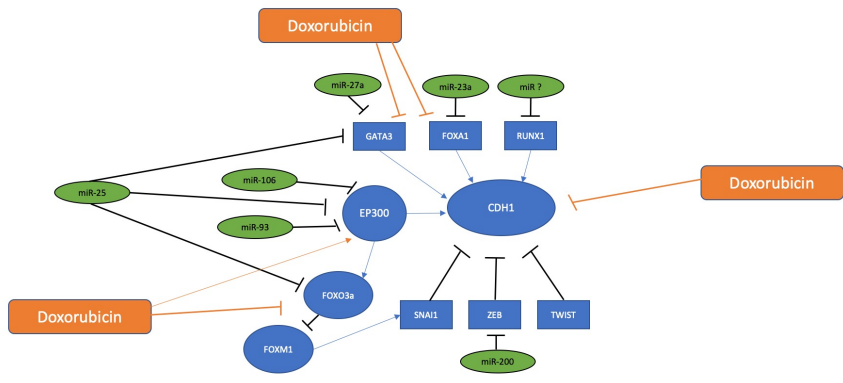 Doxorubicin
miR-27a
miR-23a
miR ?
GATA3
FOXA1
RUNX1
miR-25
miR-106
miR-93
EP300
CDH1
Doxorubicin
Doxorubicin
FOXO3a
FOXM1
SNAI1
ZEB
TWIST
miR-200